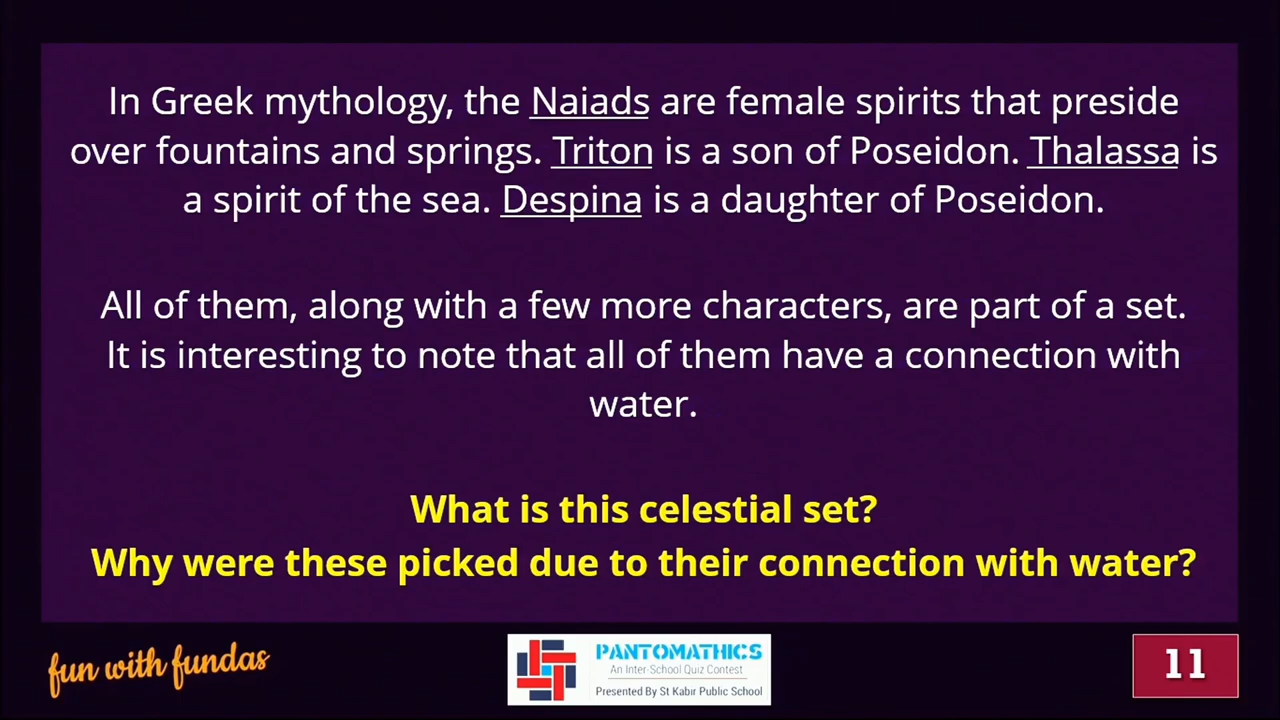 In Greek mythology, the Naiads are female spirits that preside
over fountains and springs. Triton is a son of Poseidon. Thalassa is
a spirit of the sea. Despina is a daughter of Poseidon.
All of them, along with a few more characters, are part of a set.
It is interesting to note that all of them have a connection with
water.
What is this celestial set?
Why were these picked due to their connection with water?
fun with fundas
PANTOMATHICS
An Inter-School Quiz Contest
Presented By St Kabir Public School
11